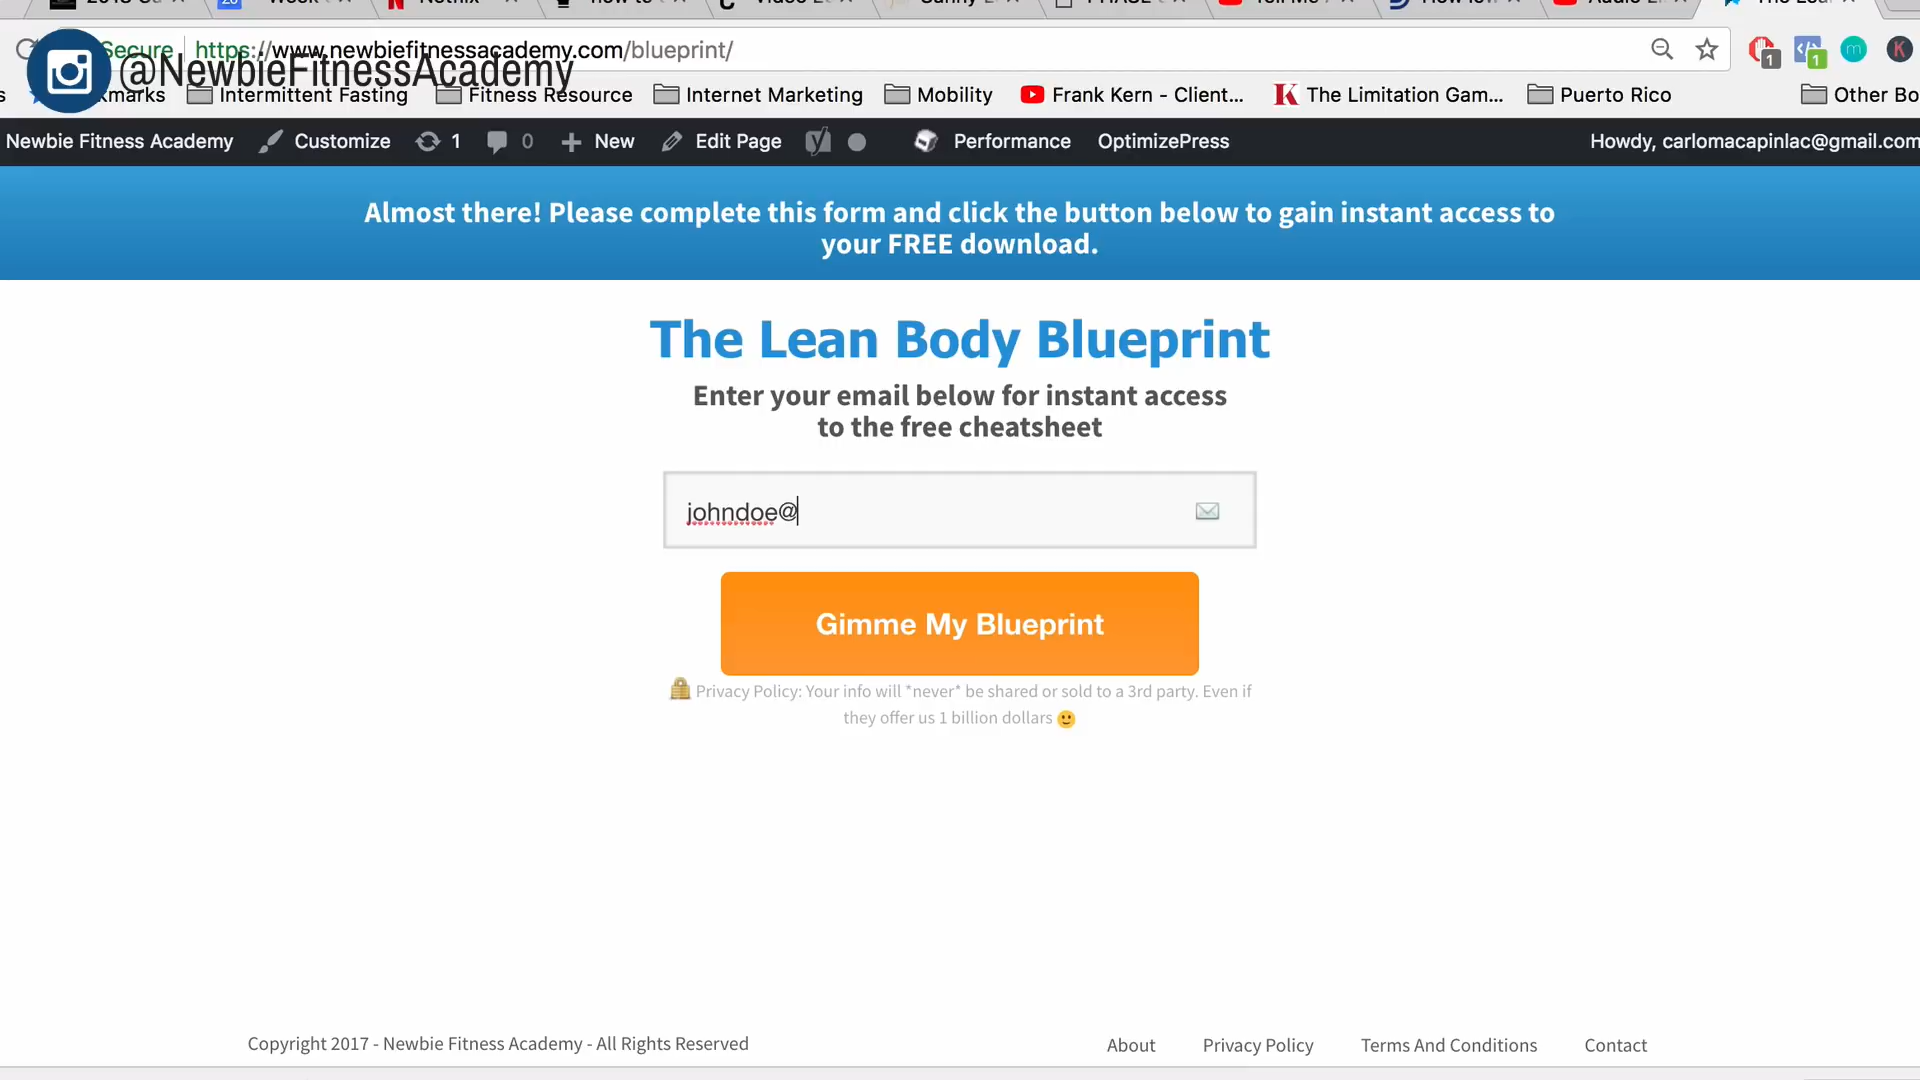 Secure https://www.newbiefitnessacademy.com/blueprint/
@NewbieFitnessAcademy
Intermittent Fasting Fitness Resource Internet Marketing Mobility Frank Kern - Client... The Limitation Gam... Puerto Rico Other Bo
Newbie Fitness Academy Customize 1 0 New Edit Page Performance OptimizePress Howdy, carlomacapinlac@gmail.com
Almost there! Please complete this form and click the button below to gain instant access to
your FREE download.
The Lean Body Blueprint
Enter your email below for instant access
to the free cheatsheet
johndoe@
Gimme My Blueprint
Privacy Policy: Your info will *never* be shared or sold to a 3rd party. Even if
they offer us 1 billion dollars
Copyright 2017 - Newbie Fitness Academy - All Rights Reserved
About Privacy Policy Terms And Conditions Contact